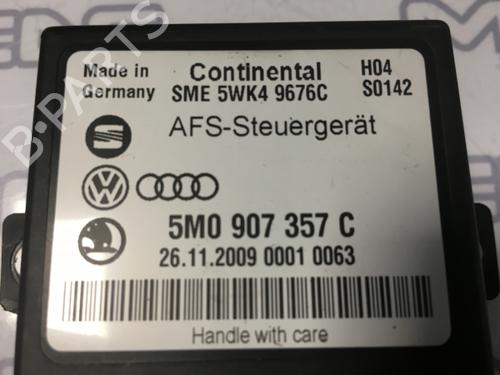 Made in
Germany
Continental
SME 5WK4 9676C
H04
S0142
AFS-Steuergerät
5M0 907 357 C
26.11.2009 0001 0063
Handle with care
B-PARTS